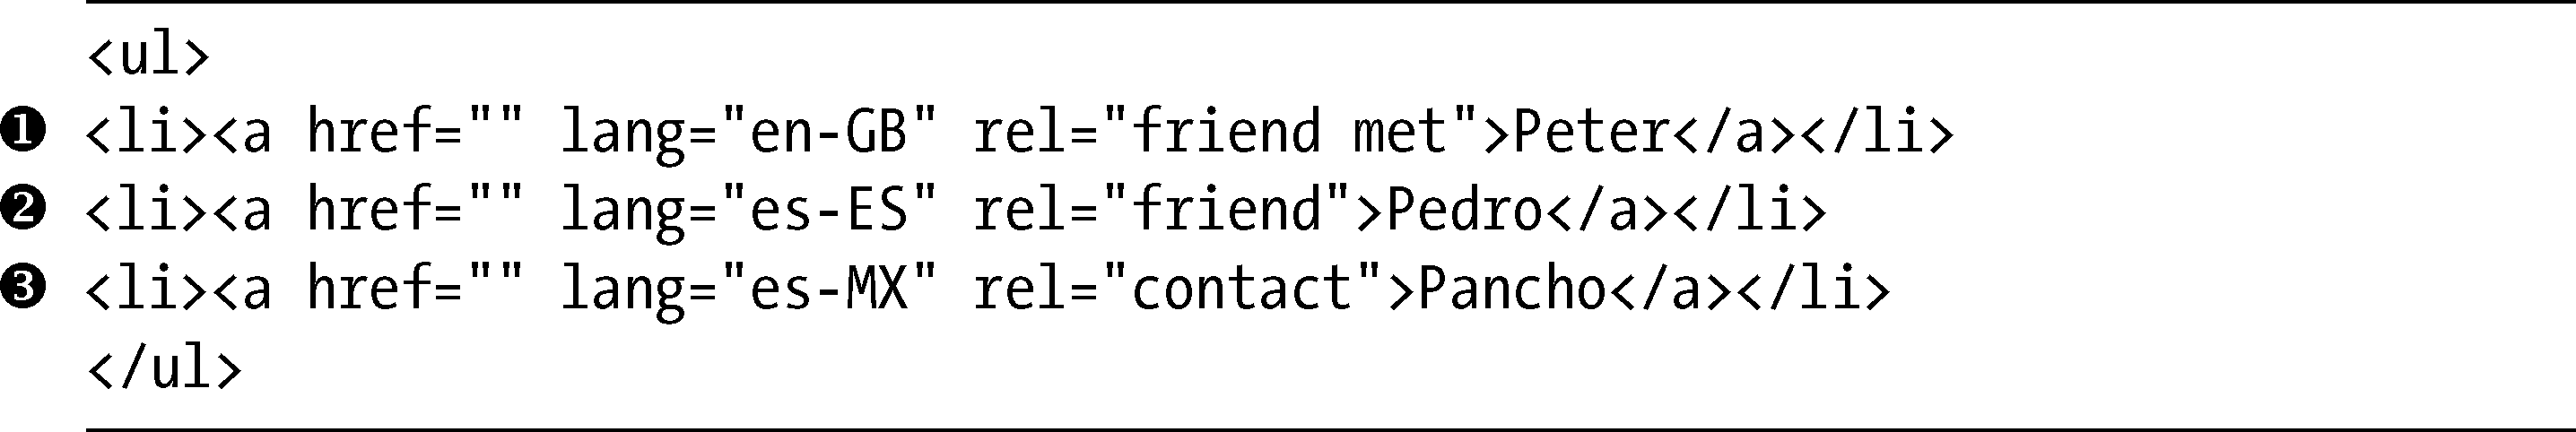 <ul>
❶ <li><a href="" lang="en-GB" rel="friend met">Peter</a></li>
❷ <li><a href="" lang="es-ES" rel="friend">Pedro</a></li>
❸ <li><a href="" lang="es-MX" rel="contact">Pancho</a></li>
</ul>